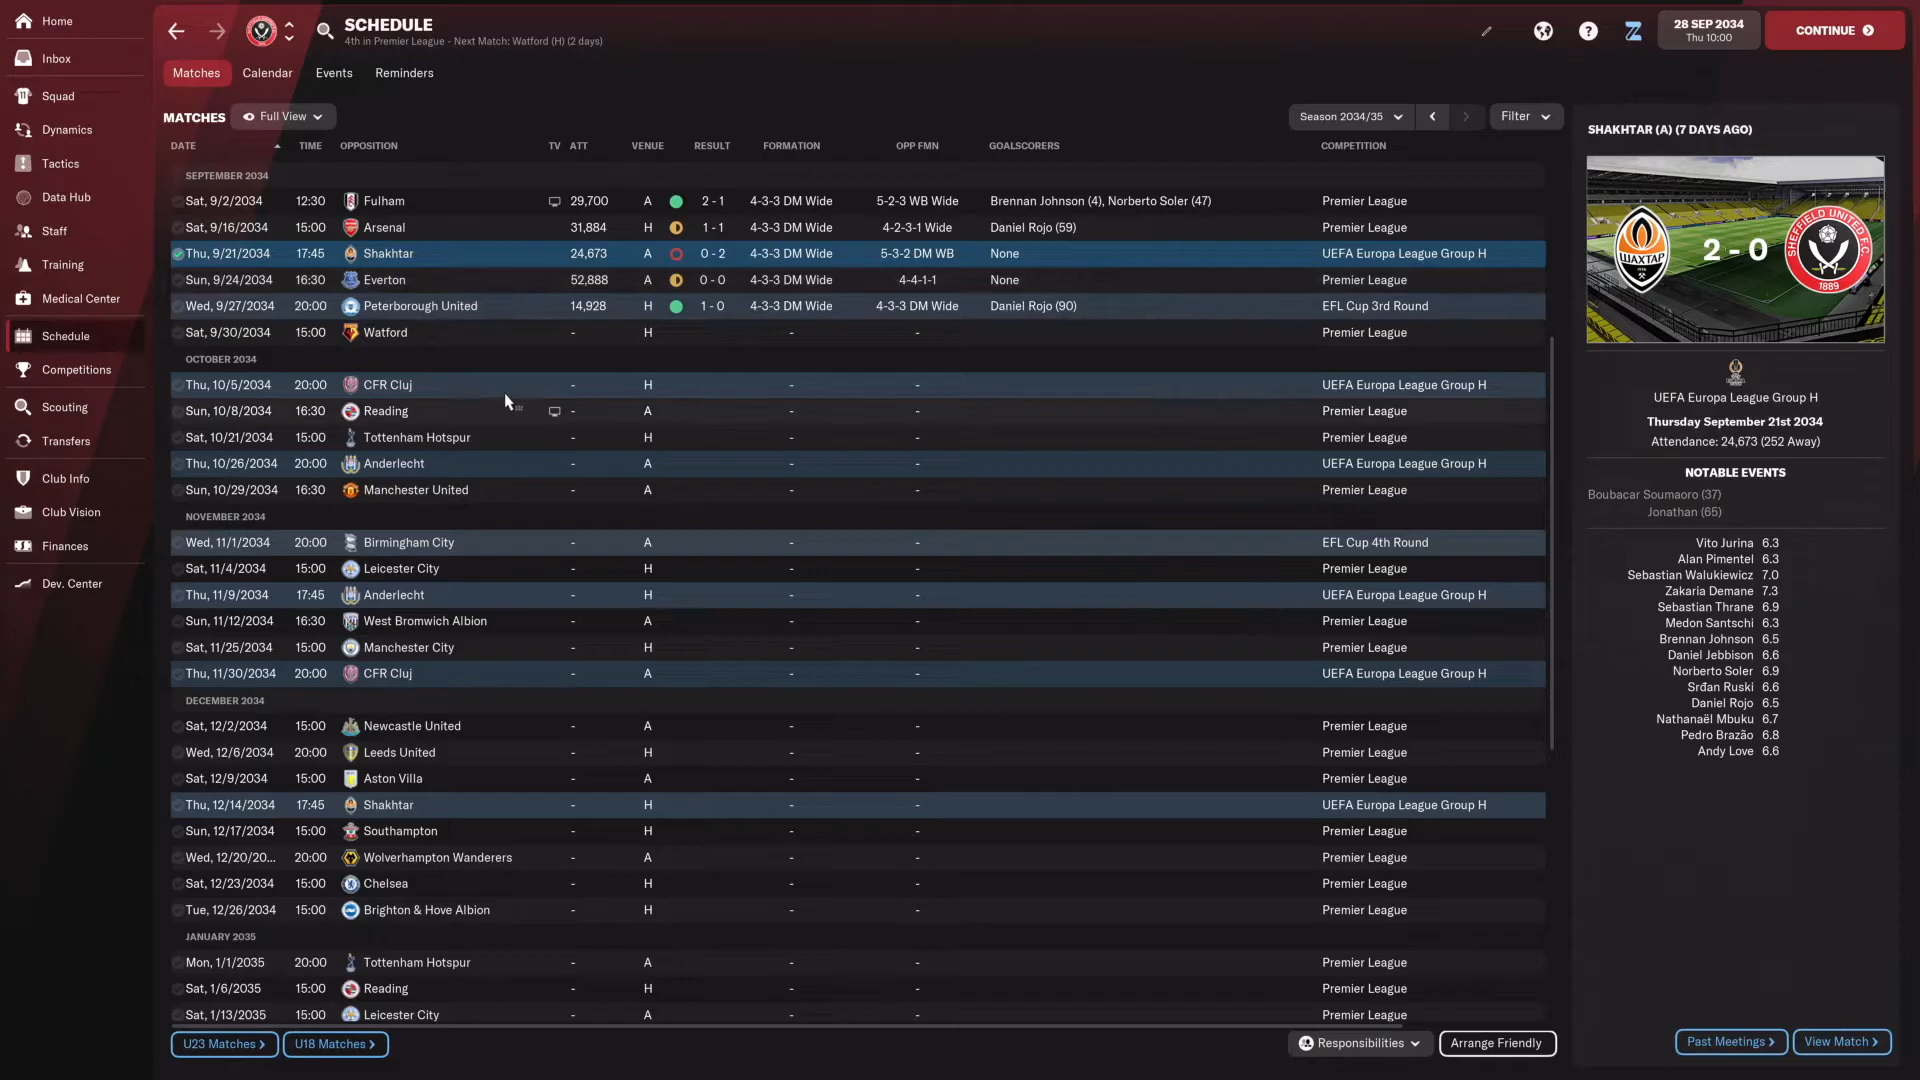 Home
Inbox
Squad
Dynamics
Tactics
Data Hub
Staff
Training
Medical Center
Schedule
Competitions
Scouting
Transfers
Club Info
Club Vision
Finances
Dev. Center
SCHEDULE
4th in Premier League - Next Match: Watford (H) (2 days)
28 SEP 2034
Thu 10:00
CONTINUE
Matches Calendar Events Reminders
MATCHES Full View Season 2034/35 Filter
DATE TIME OPPOSITION TV ATT VENUE RESULT FORMATION OPP FMN GOALSCORERS COMPETITION
SEPTEMBER 2034
Sat, 9/2/2034 12:30 Fulham 29,700 A 2 - 1 4-3-3 DM Wide 5-2-3 WB Wide Brennan Johnson (4), Norberto Soler (47) Premier League
Sat, 9/16/2034 15:00 Arsenal 31,884 H 1 - 1 4-3-3 DM Wide 4-2-3-1 Wide Daniel Rojo (59) Premier League
Thu, 9/21/2034 17:45 Shakhtar 24,673 A 0 - 2 4-3-3 DM Wide 5-3-2 DM WB None UEFA Europa League Group H
Sun, 9/24/2034 16:30 Everton 52,888 A 0 - 0 4-3-3 DM Wide 4-4-1-1 None Premier League
Wed, 9/27/2034 20:00 Peterborough United 14,928 H 1 - 0 4-3-3 DM Wide 4-3-3 DM Wide Daniel Rojo (90) EFL Cup 3rd Round
Sat, 9/30/2034 15:00 Watford H - - Premier League
OCTOBER 2034
Thu, 10/5/2034 20:00 CFR Cluj - H - - UEFA Europa League Group H
Sun, 10/8/2034 16:30 Reading - A - - Premier League
Sat, 10/21/2034 15:00 Tottenham Hotspur - H - - Premier League
Thu, 10/26/2034 20:00 Anderlecht - A - - UEFA Europa League Group H
Sun, 10/29/2034 16:30 Manchester United - A - - Premier League
NOVEMBER 2034
Wed, 11/1/2034 20:00 Birmingham City - A - - EFL Cup 4th Round
Sat, 11/4/2034 15:00 Leicester City - H - - Premier League
Thu, 11/9/2034 17:45 Anderlecht - H - - UEFA Europa League Group H
Sun, 11/12/2034 16:30 West Bromwich Albion - A - - Premier League
Sat, 11/25/2034 15:00 Manchester City - H - - Premier League
Thu, 11/30/2034 20:00 CFR Cluj - A - - UEFA Europa League Group H
DECEMBER 2034
Sat, 12/2/2034 15:00 Newcastle United - A - - Premier League
Wed, 12/6/2034 20:00 Leeds United - H - - Premier League
Sat, 12/9/2034 15:00 Aston Villa - A - - Premier League
Thu, 12/14/2034 17:45 Shakhtar - H - - UEFA Europa League Group H
Sun, 12/17/2034 15:00 Southampton - H - - Premier League
Wed, 12/20/20... 20:00 Wolverhampton Wanderers - A - - Premier League
Sat, 12/23/2034 15:00 Chelsea - H - - Premier League
Tue, 12/26/2034 15:00 Brighton & Hove Albion - H - - Premier League
JANUARY 2035
Mon, 1/1/2035 20:00 Tottenham Hotspur - A - - Premier League
Sat, 1/6/2035 15:00 Reading - H - - Premier League
Sat, 1/13/2035 15:00 Leicester City - A - - Premier League
U23 Matches > U18 Matches > Responsibilities Arrange Friendly
SHAKHTAR (A) (7 DAYS AGO)
ШАХТАР
1936
2 - 0
SHEFFIELD UNITED F.C.
1889
UEFA Europa League Group H
Thursday September 21st 2034
Attendance: 24,673 (252 Away)
NOTABLE EVENTS
Boubacar Soumaoro (37)
Jonathan (65)
Vito Jurina 6.3
Alan Pimentel 6.3
Sebastian Walukiewicz 7.0
Zakaria Demane 7.3
Sebastian Thrane 6.9
Medon Santschi 6.3
Brennan Johnson 6.5
Daniel Jebbison 6.6
Norberto Soler 6.9
Srđan Ruski 6.6
Daniel Rojo 6.5
Nathanaël Mbuku 6.7
Pedro Brazão 6.8
Andy Love 6.6
Past Meetings > View Match >